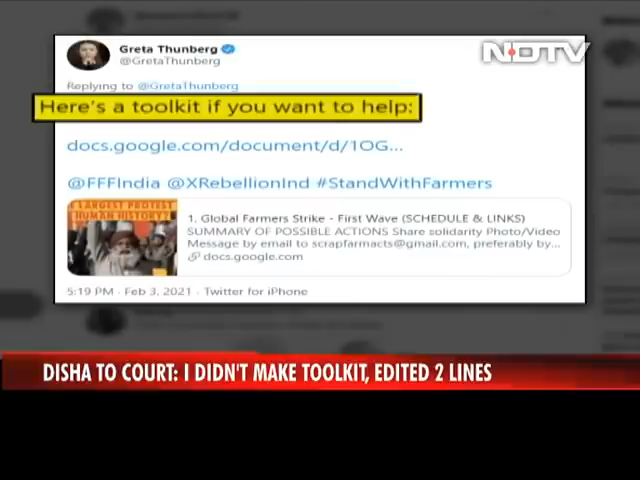 Greta Thunberg
@GretaThunberg
NDTV
Replying to @GretaThunberg
Here's a toolkit if you want to help:
docs.google.com/document/d/1OG...
@FFFIndia @XRebellionInd #StandWithFarmers
LARGEST PROTEST
HUMAN HISTORY?
1. Global Farmers Strike - First Wave (SCHEDULE & LINKS)
SUMMARY OF POSSIBLE ACTIONS Share solidarity Photo/Video
Message by email to scrapfarmacts@gmail.com, preferably by...
docs.google.com
5:19 PM · Feb 3, 2021 · Twitter for iPhone
DISHA TO COURT: I DIDN'T MAKE TOOLKIT, EDITED 2 LINES